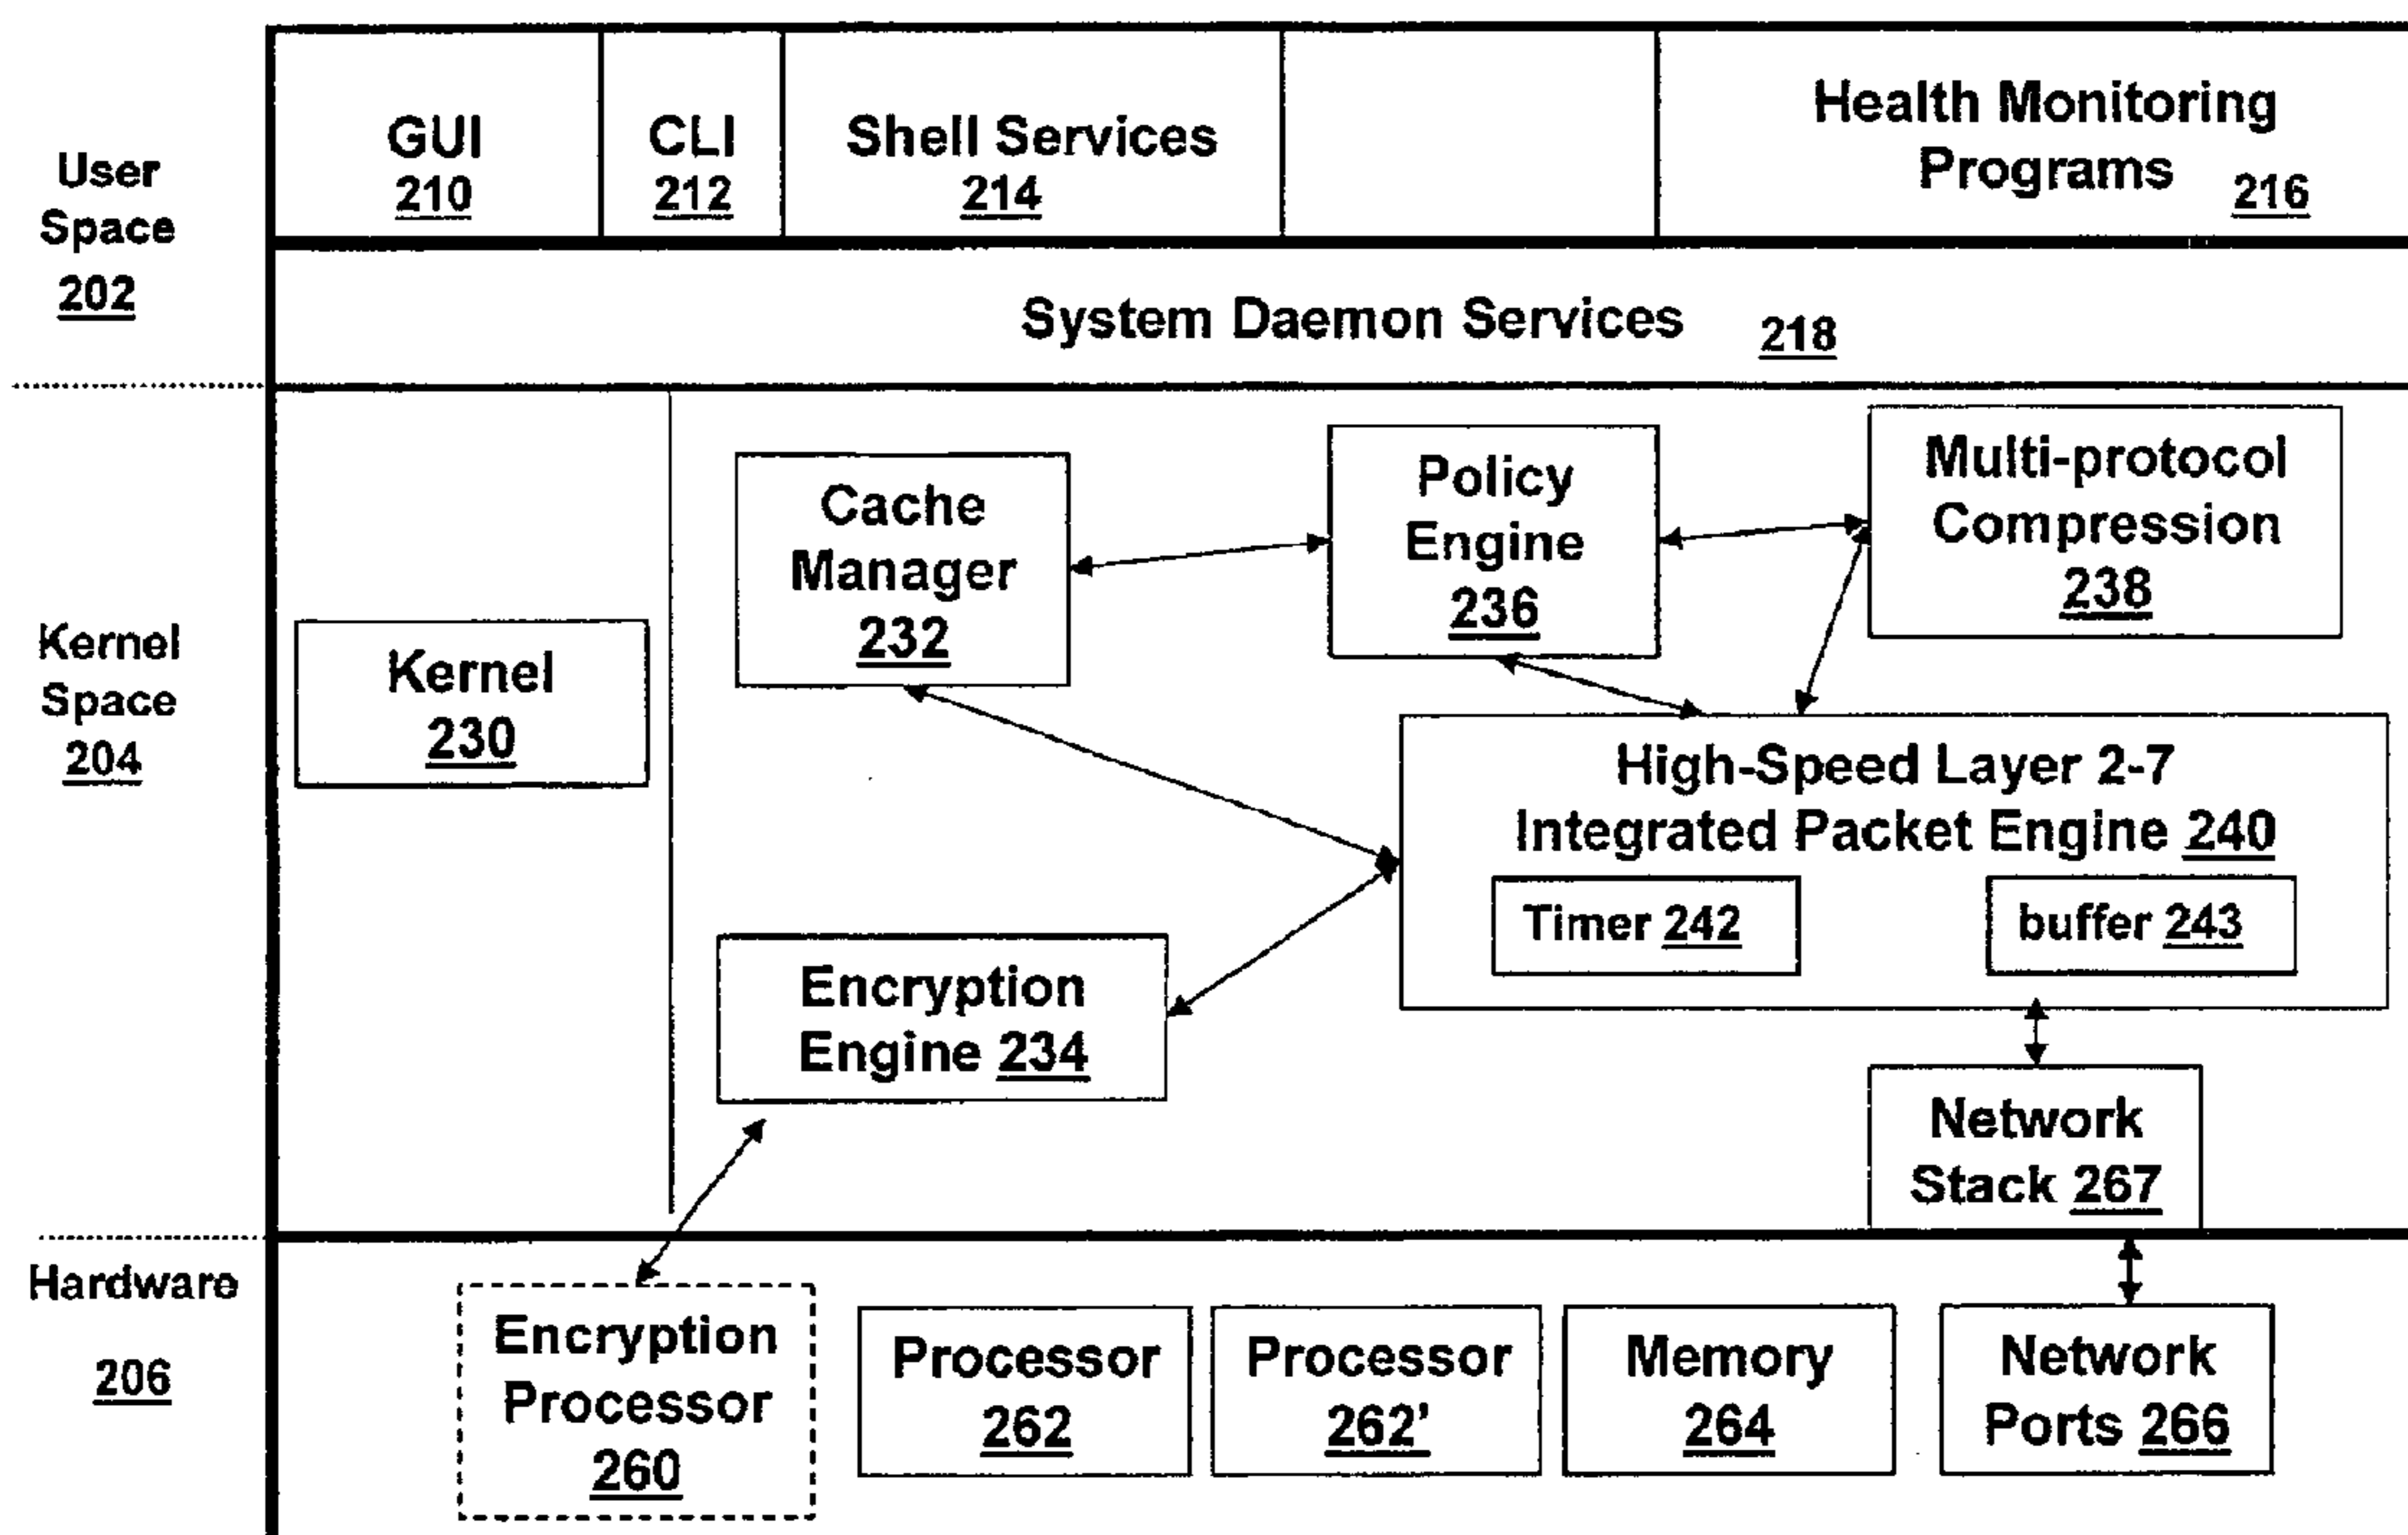 User
Space
202
GUI
210
CLI
212
Shell Services
214
Health Monitoring
Programs 216
System Daemon Services 218
Kernel
Space
204
Kernel
230
Cache
Manager
232
Policy
Engine
236
Multi-protocol
Compression
238
High-Speed Layer 2-7
Integrated Packet Engine 240
Timer 242
buffer 243
Encryption
Engine 234
Network
Stack 267
Hardware
206
Encryption
Processor
260
Processor
262
Processor
262'
Memory
264
Network
Ports 266